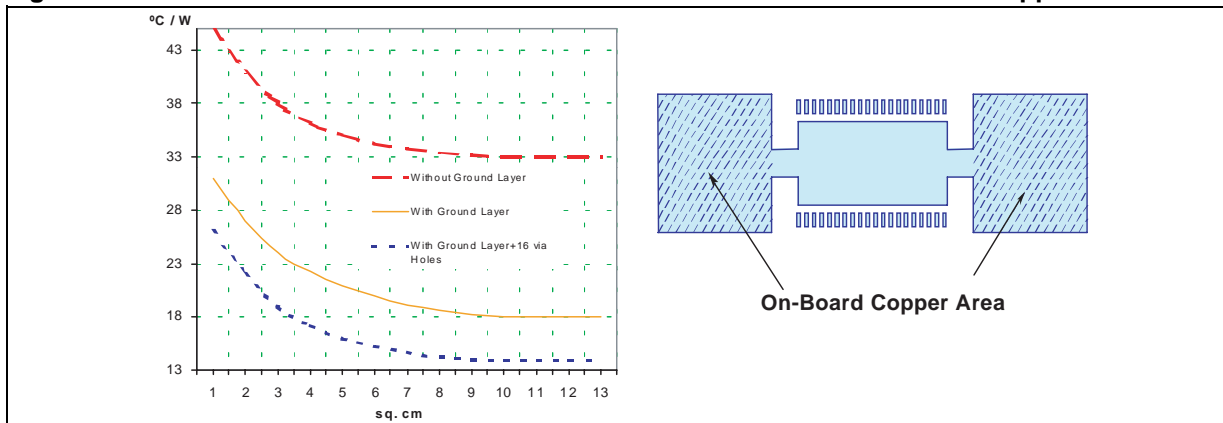 ºC / W
43
38
33
28
23
18
13
1 2 3 4 5 6 7 8 9 10 11 12 13
sq. cm
Without Ground Layer
With Ground Layer
With Ground Layer+16 via
Holes
On-Board Copper Area